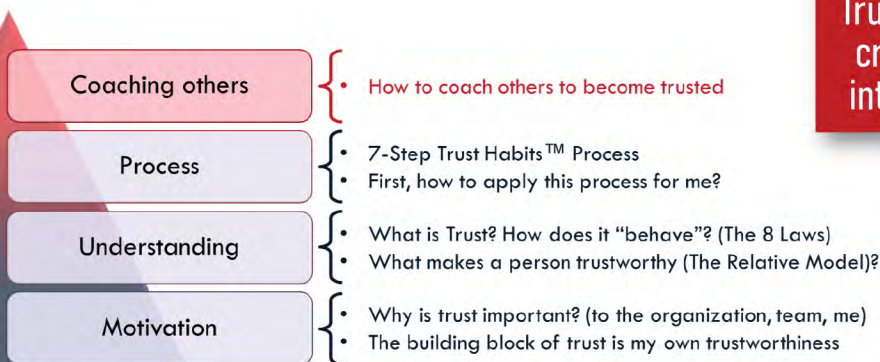 Coaching others
• How to coach others to become trusted
Process
• 7-Step Trust Habits™ Process
• First, how to apply this process for me?
Understanding
• What is Trust? How does it “behave”? (The 8 Laws)
• What makes a person trustworthy (The Relative Model)?
Motivation
• Why is trust important? (to the organization, team, me)
• The building block of trust is my own trustworthiness